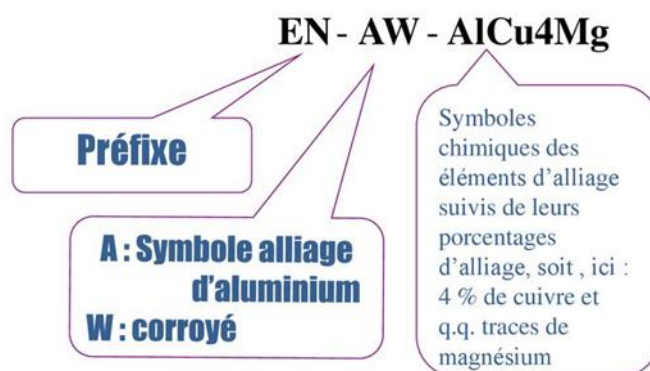 EN - AW - AlCu4Mg
Préfixe
A : Symbole alliage
d'aluminium
W : corroyé
Symboles
chimiques des
éléments d'alliage
suivis de leurs
porcentages
d'alliage, soit , ici :
4 % de cuivre et
q.q. traces de
magnésium